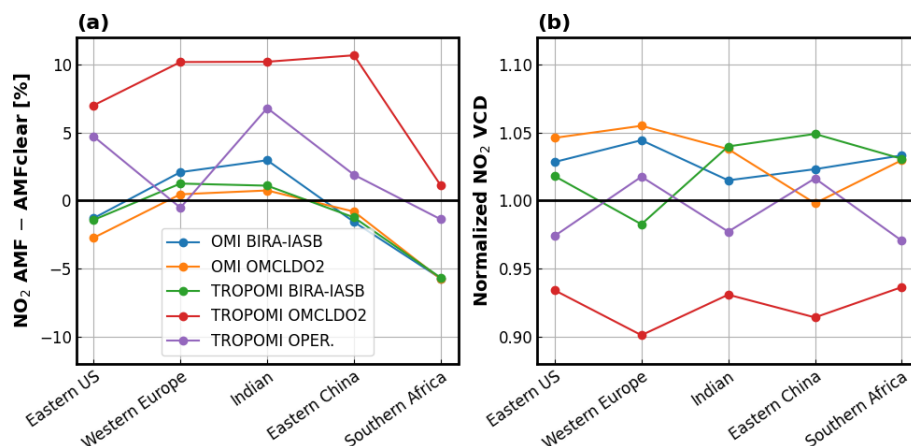 (a)
NO₂ AMF − AMFclear [%]
10
5
0
−5
−10
OMI BIRA-IASB
OMI OMCLDO2
TROPOMI BIRA-IASB
TROPOMI OMCLDO2
TROPOMI OPER.
Eastern US
Western Europe
Indian
Eastern China
Southern Africa
(b)
Normalized NO₂ VCD
1.10
1.05
1.00
0.95
0.90
Eastern US
Western Europe
Indian
Eastern China
Southern Africa